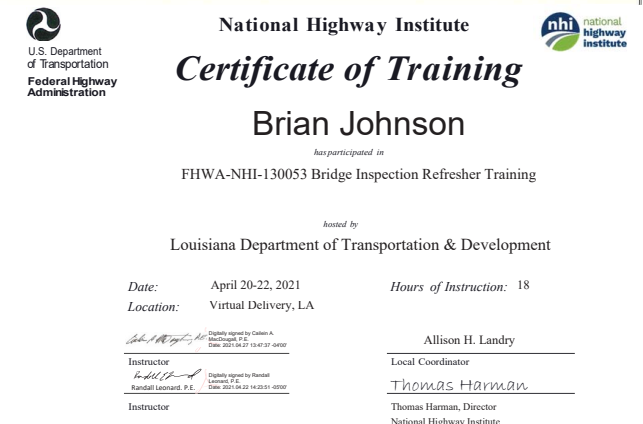 National Highway Institute
nhi national
highway
institute
U.S. Department
of Transportation
Federal Highway
Administration
Certificate of Training
Brian Johnson
has participated in
FHWA-NHI-130053 Bridge Inspection Refresher Training
hosted by
Louisiana Department of Transportation & Development
Date: April 20-22, 2021
Hours of Instruction: 18
Location: Virtual Delivery, LA
Digitally signed by Callein A.
MacDougall, P.E.
Date: 2021.04.27 13:47:37 -04'00'
Instructor
Allison H. Landry
Local Coordinator
Randall Leonard. P.E.
Digitally signed by Randall
Leonard, P.E.
Date: 2021.04.22 14:23:51 -05'00'
Instructor
Thomas Harman
Thomas Harman, Director
National Highway Institute